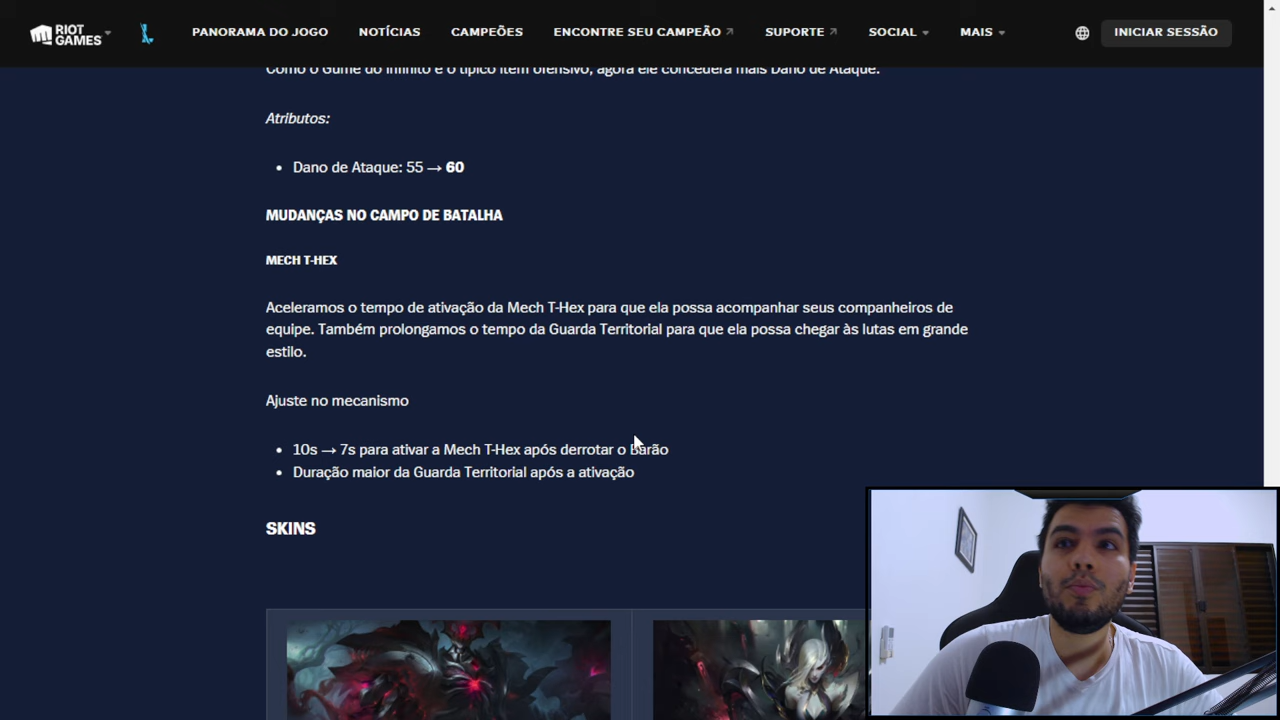 RIOT
GAMES
PANORAMA DO JOGO NOTÍCIAS CAMPEÕES ENCONTRE SEU CAMPEÃO SUPORTE SOCIAL MAIS INICIAR SESSÃO
Como o Gume do Infinito é o típico item ofensivo, agora ele concederá mais Dano de Ataque.
Atributos:
• Dano de Ataque: 55 → 60
MUDANÇAS NO CAMPO DE BATALHA
MECH T-HEX
Aceleramos o tempo de ativação da Mech T-Hex para que ela possa acompanhar seus companheiros de
equipe. Também prolongamos o tempo da Guarda Territorial para que ela possa chegar às lutas em grande
estilo.
Ajuste no mecanismo
• 10s → 7s para ativar a Mech T-Hex após derrotar o Barão
• Duração maior da Guarda Territorial após a ativação
SKINS